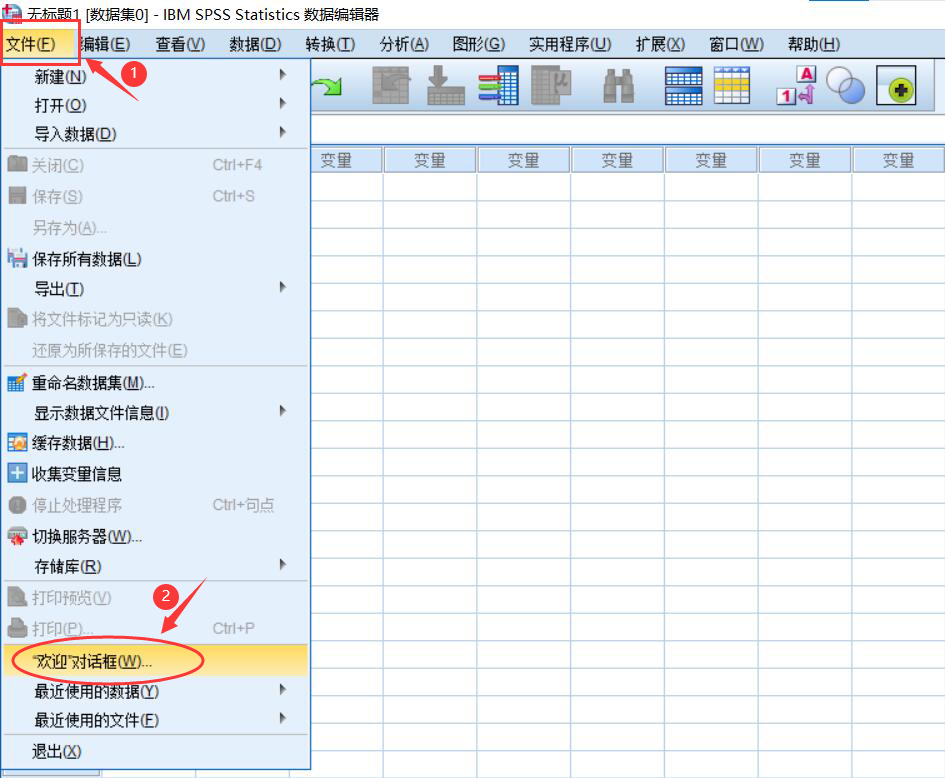 无标题1 [数据集0] - IBM SPSS Statistics 数据编辑器
文件(F) 编辑(E) 查看(V) 数据(D) 转换(T) 分析(A) 图形(G) 实用程序(U) 扩展(X) 窗口(W) 帮助(H)
1
新建(N)
打开(O)
导入数据(D)
关闭(C) Ctrl+F4
保存(S) Ctrl+S
另存为(A)...
保存所有数据(L)
导出(T)
将文件标记为只读(K)
还原为所保存的文件(E)
重命名数据集(M)...
显示数据文件信息(I)
缓存数据(H)...
收集变量信息
停止处理程序 Ctrl+句点
切换服务器(W)...
存储库(R)
打印预览(V)
2
打印(P)... Ctrl+P
“欢迎”对话框(W)...
最近使用的数据(Y)
最近使用的文件(F)
退出(X)
μ
A
1
变量 变量 变量 变量 变量 变量 变量